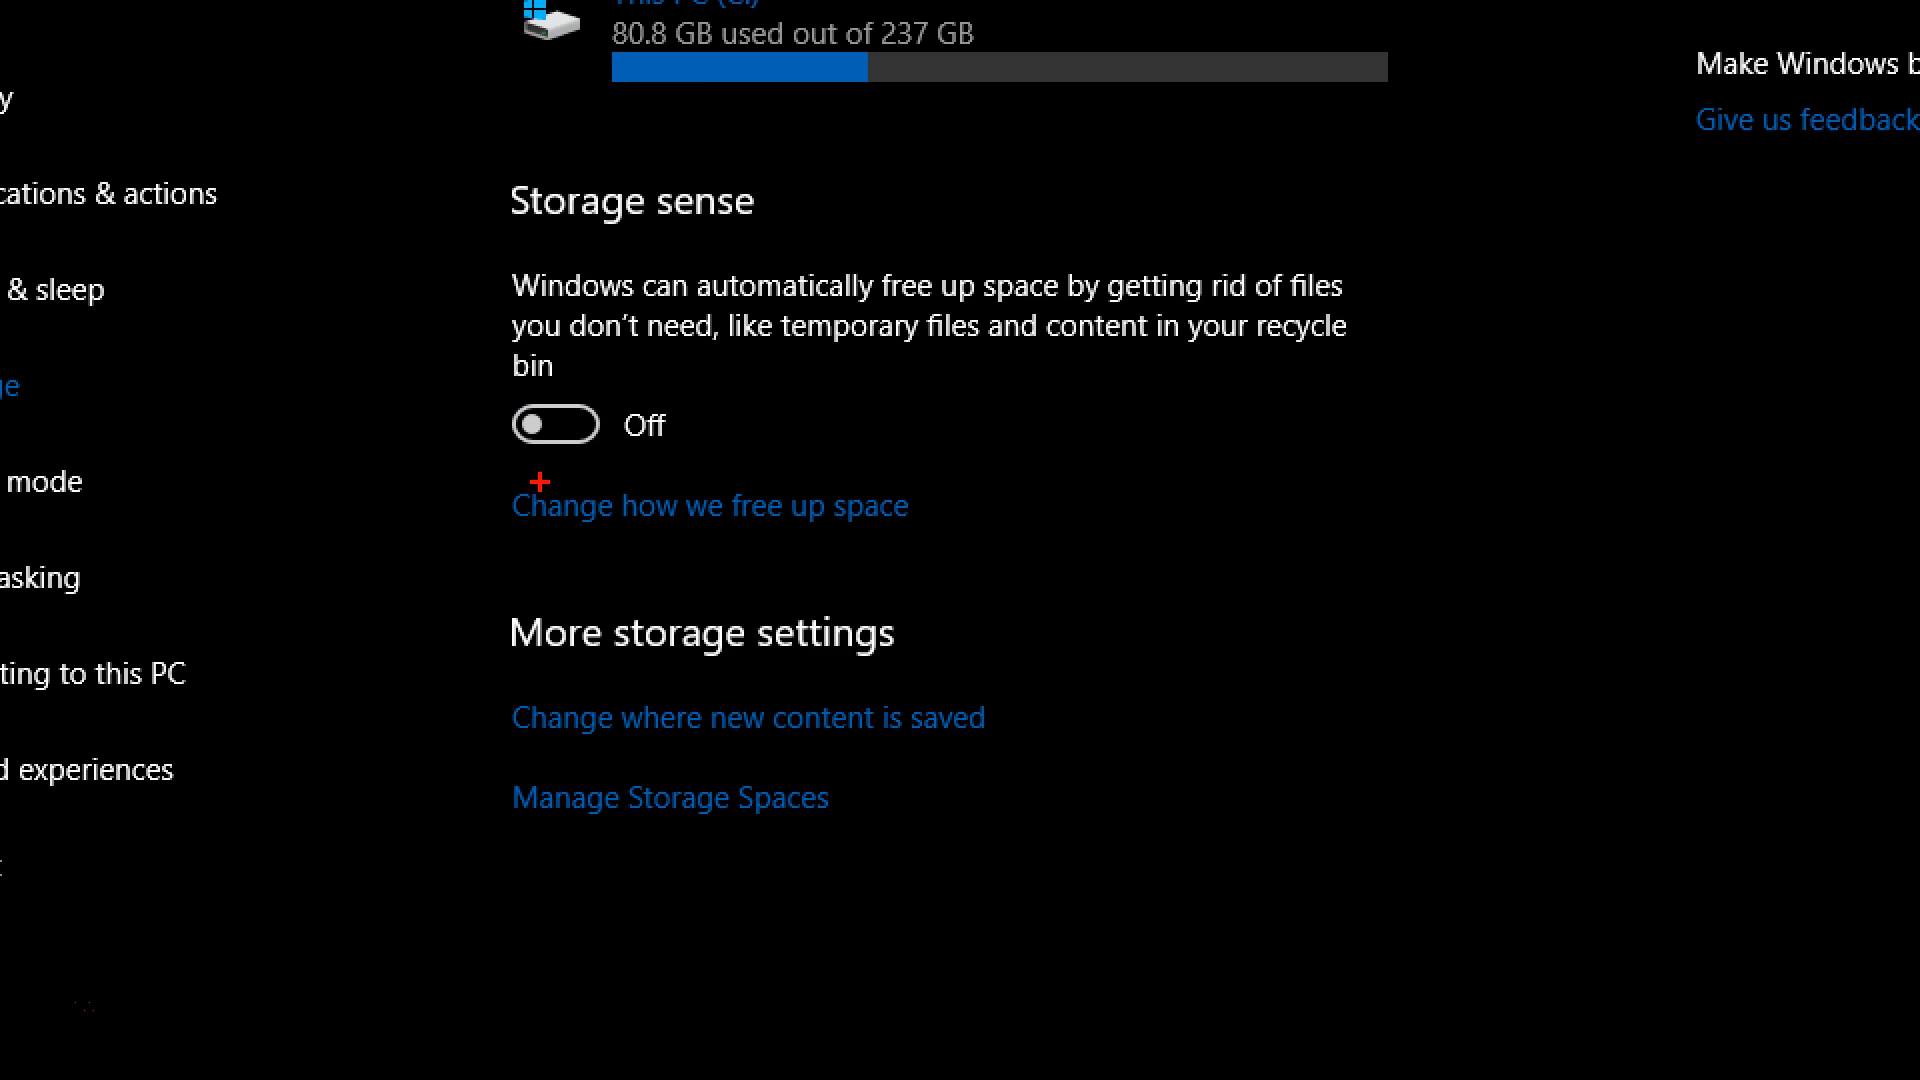 80.8 GB used out of 237 GB
Make Windows
Give us feedback
cations & actions
Storage sense
Windows can automatically free up space by getting rid of files
you don't need, like temporary files and content in your recycle
bin
& sleep
Off
mode
Change how we free up space
asking
More storage settings
ting to this PC
Change where new content is saved
d experiences
Manage Storage Spaces